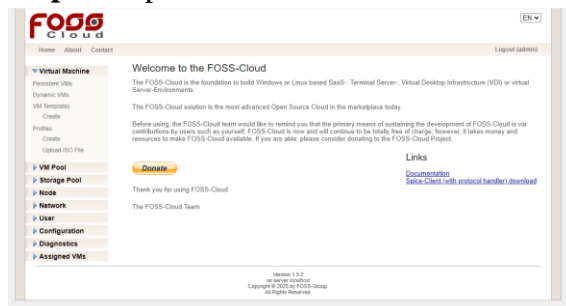 FOSS
Cloud
EN
Home About Contact
Logout (admin)
Virtual Machine
Persistent VMs
Dynamic VMs
VM Templates
Create
Profiles
Create
Upload ISO File
VM Pool
Storage Pool
Node
Network
User
Configuration
Diagnostics
Assigned VMs
Welcome to the FOSS-Cloud
The FOSS-Cloud is the foundation to build Windows or Linux based SaaS-, Terminal Server-, Virtual Desktop Infrastructure (VDI) or virtual
Server-Environments.
The FOSS-Cloud solution is the most advanced Open Source Cloud in the marketplace today.
Before using, the FOSS-Cloud team would like to remind you that the primary means of sustaining the development of FOSS-Cloud is via
contributions by users such as yourself. FOSS-Cloud is now and will continue to be totally free of charge. however, it takes money and
resources to make FOSS-Cloud available. If you are able, please consider donating to the FOSS-Cloud Project.
Donate
Thank you for using FOSS-Cloud
The FOSS-Cloud Team
Links
Documentation
Spice-Client (with protocol handler) download
Version 1.3.2
on server localhost
Copyright © 2025 by FOSS-Group.
All Rights Reserved.